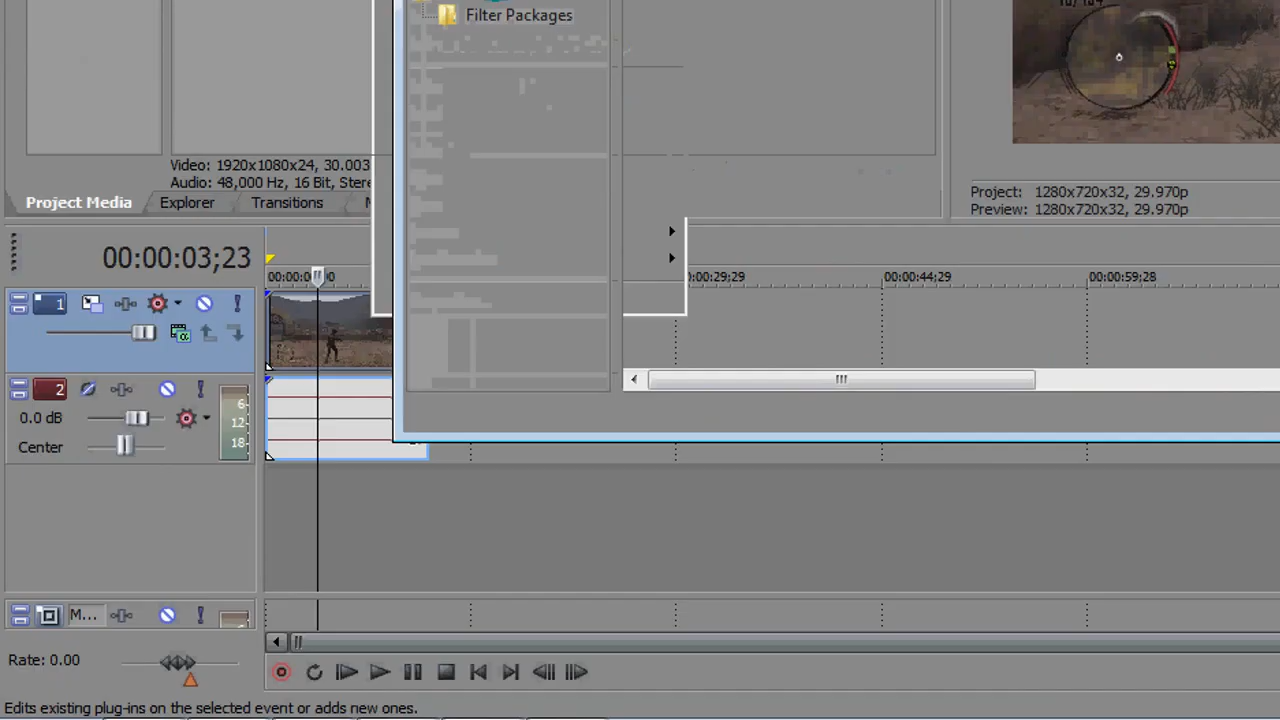 Filter Packages
Video: 1920x1080x24, 30.003
Audio: 48,000 Hz, 16 Bit, Stere
Project Media
Explorer
Transitions
Project: 1280x720x32, 29.970p
Preview: 1280x720x32, 29.970p
00:00:03;23
00:00:29;29
00:00:44;29
00:00:59;28
1
2
0.0 dB
6
12
Center
18
M...
Rate: 0.00
Edits existing plug-ins on the selected event or adds new ones.